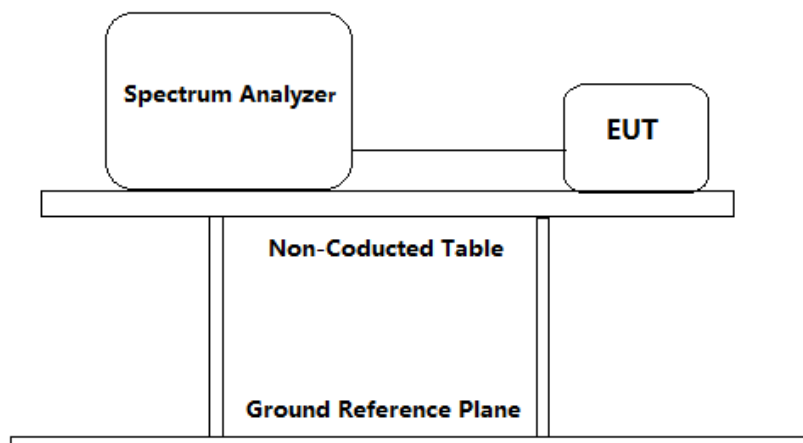 Spectrum Analyzer
EUT
Non-Coducted Table
Ground Reference Plane